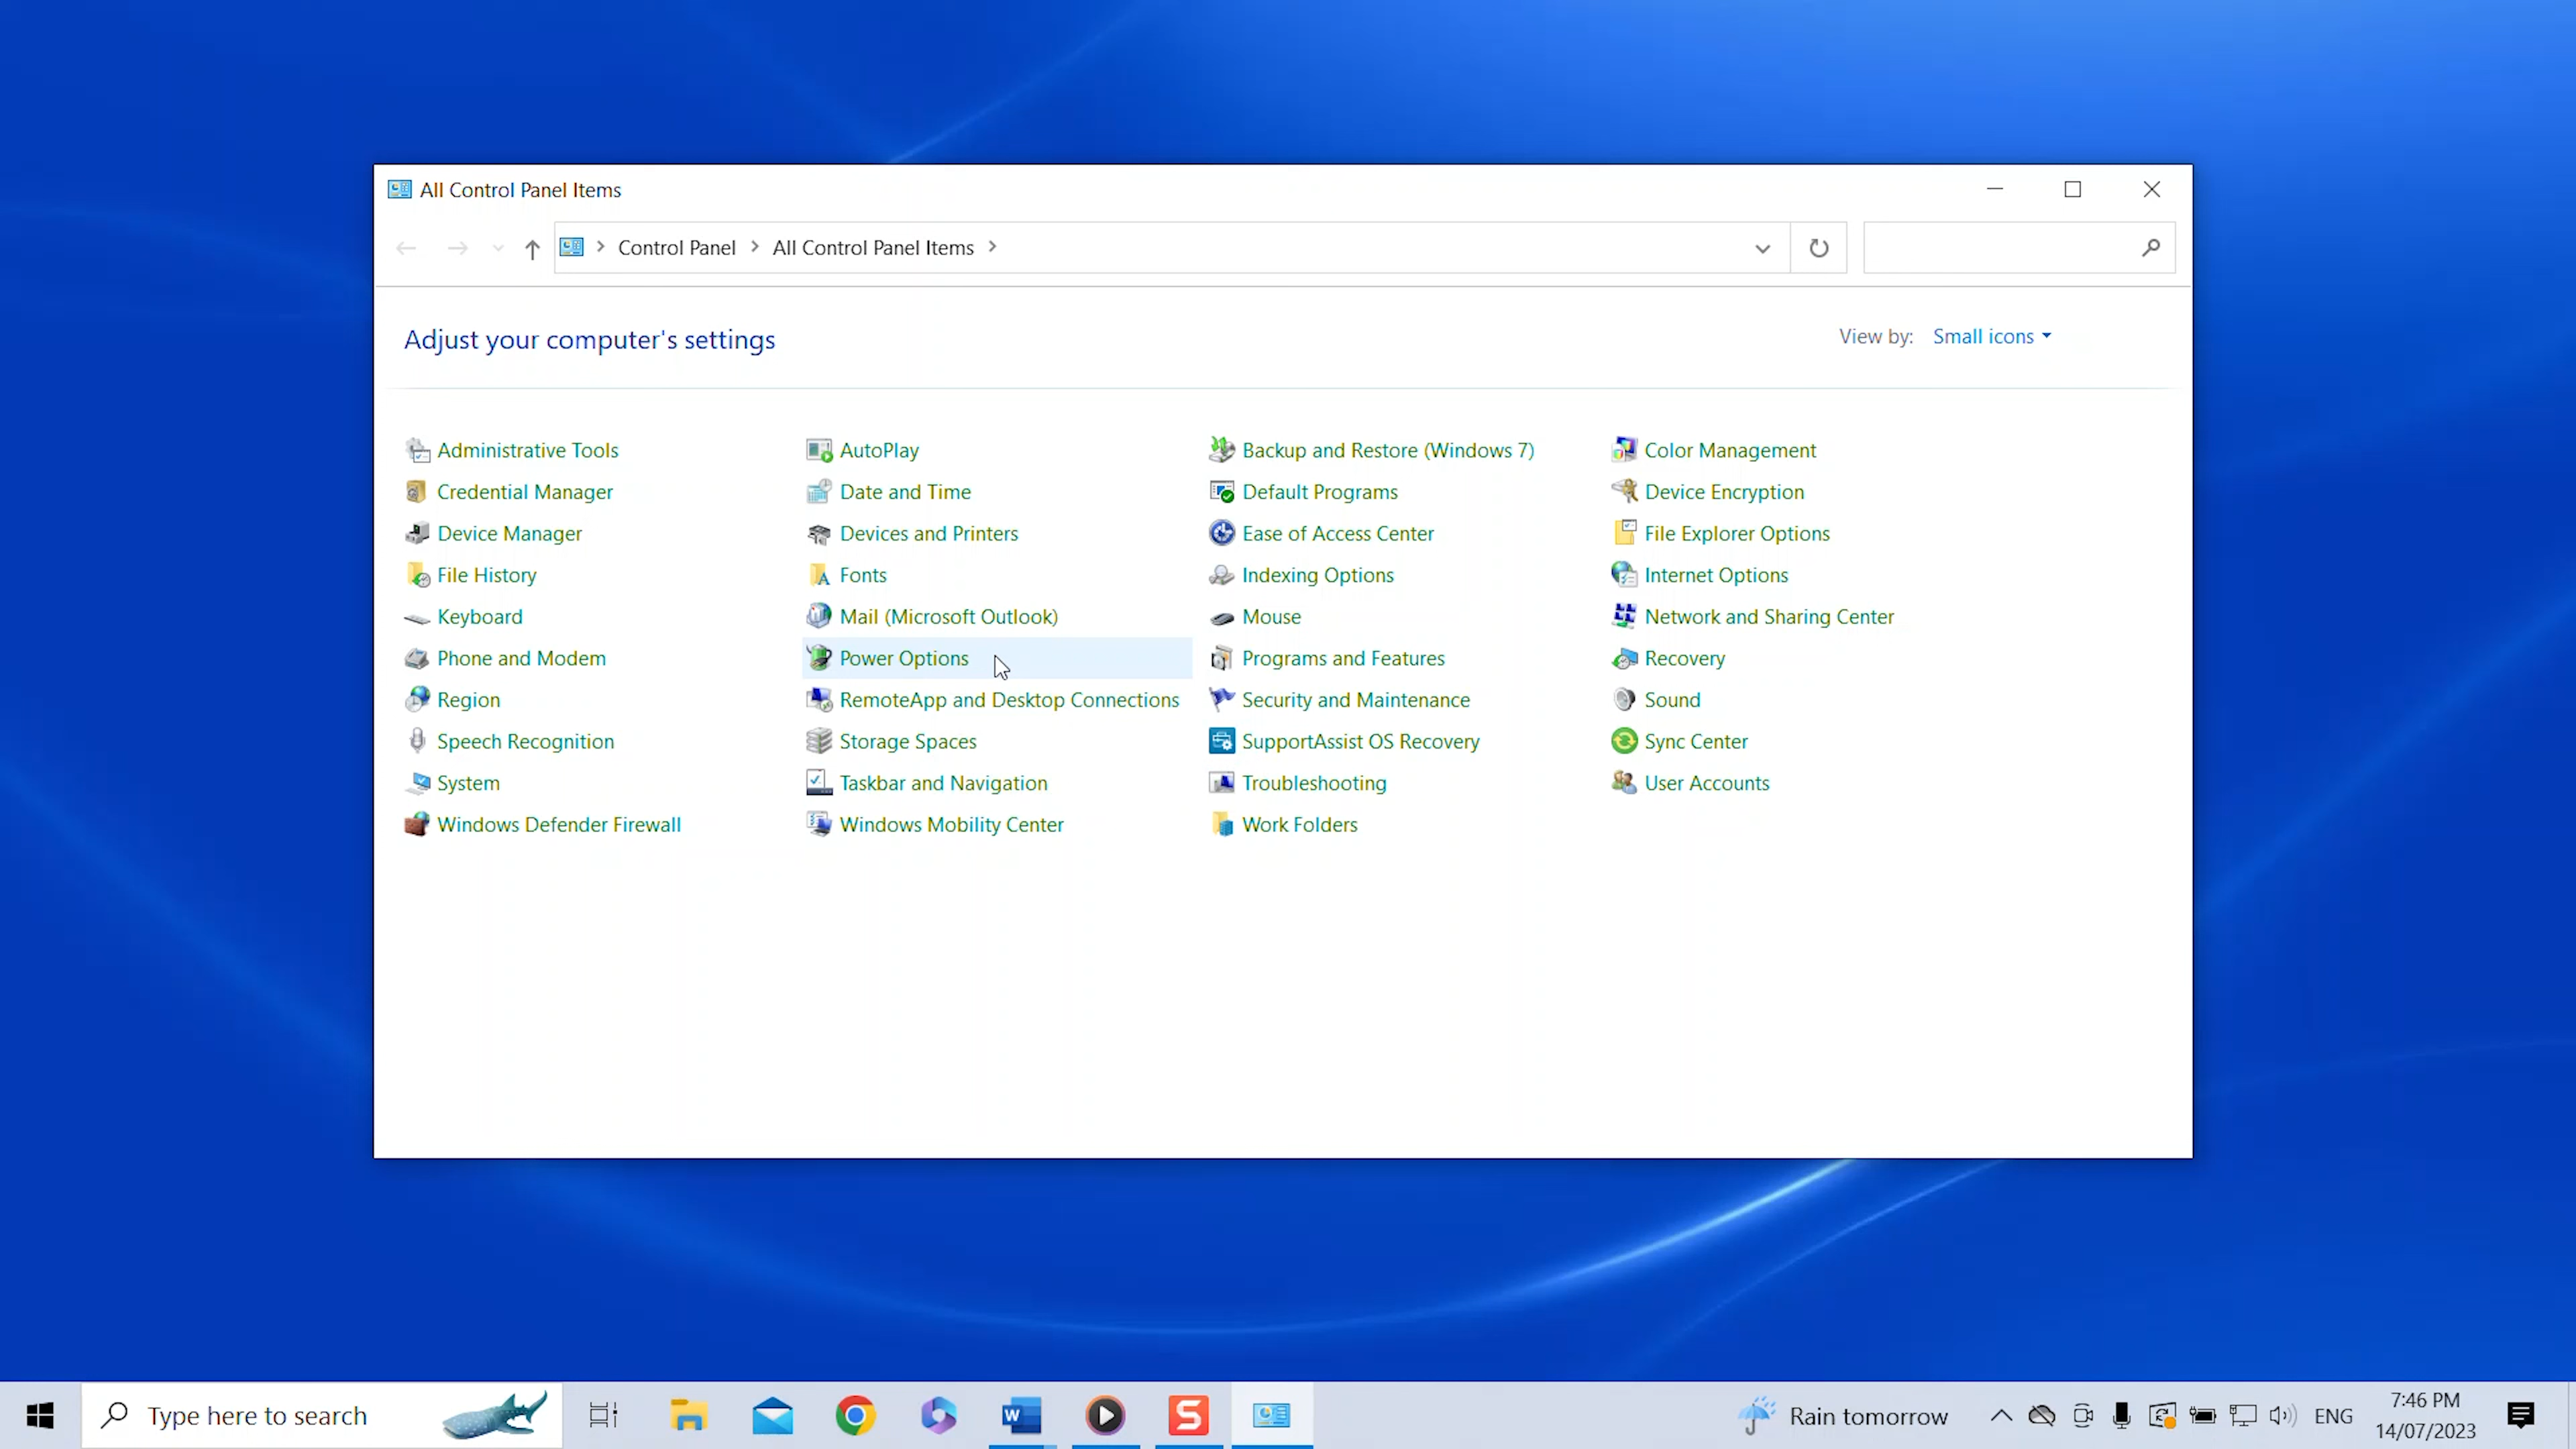 All Control Panel Items
Control Panel All Control Panel Items
Adjust your computer's settings
View by: Small icons
Administrative Tools AutoPlay Backup and Restore (Windows 7) Color Management
Credential Manager Date and Time Default Programs Device Encryption
Device Manager Devices and Printers Ease of Access Center File Explorer Options
File History Fonts Indexing Options Internet Options
Keyboard Mail (Microsoft Outlook) Mouse Network and Sharing Center
Phone and Modem Power Options Programs and Features Recovery
Region RemoteApp and Desktop Connections Security and Maintenance Sound
Speech Recognition Storage Spaces SupportAssist OS Recovery Sync Center
System Taskbar and Navigation Troubleshooting User Accounts
Windows Defender Firewall Windows Mobility Center Work Folders
Type here to search W S Rain tomorrow ENG 7:46 PM
14/07/2023